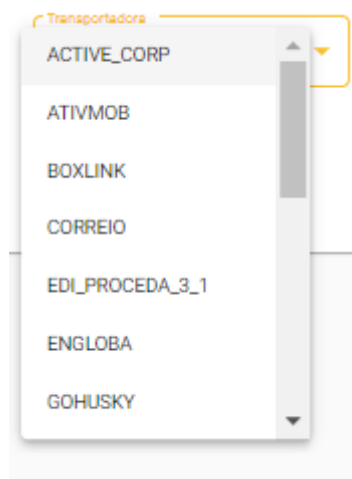 Transportadora
ACTIVE_CORP
ATIVMOB
BOXLINK
CORREIO
EDI_PROCEDA_3_1
ENGLOBA
GOHUSKY